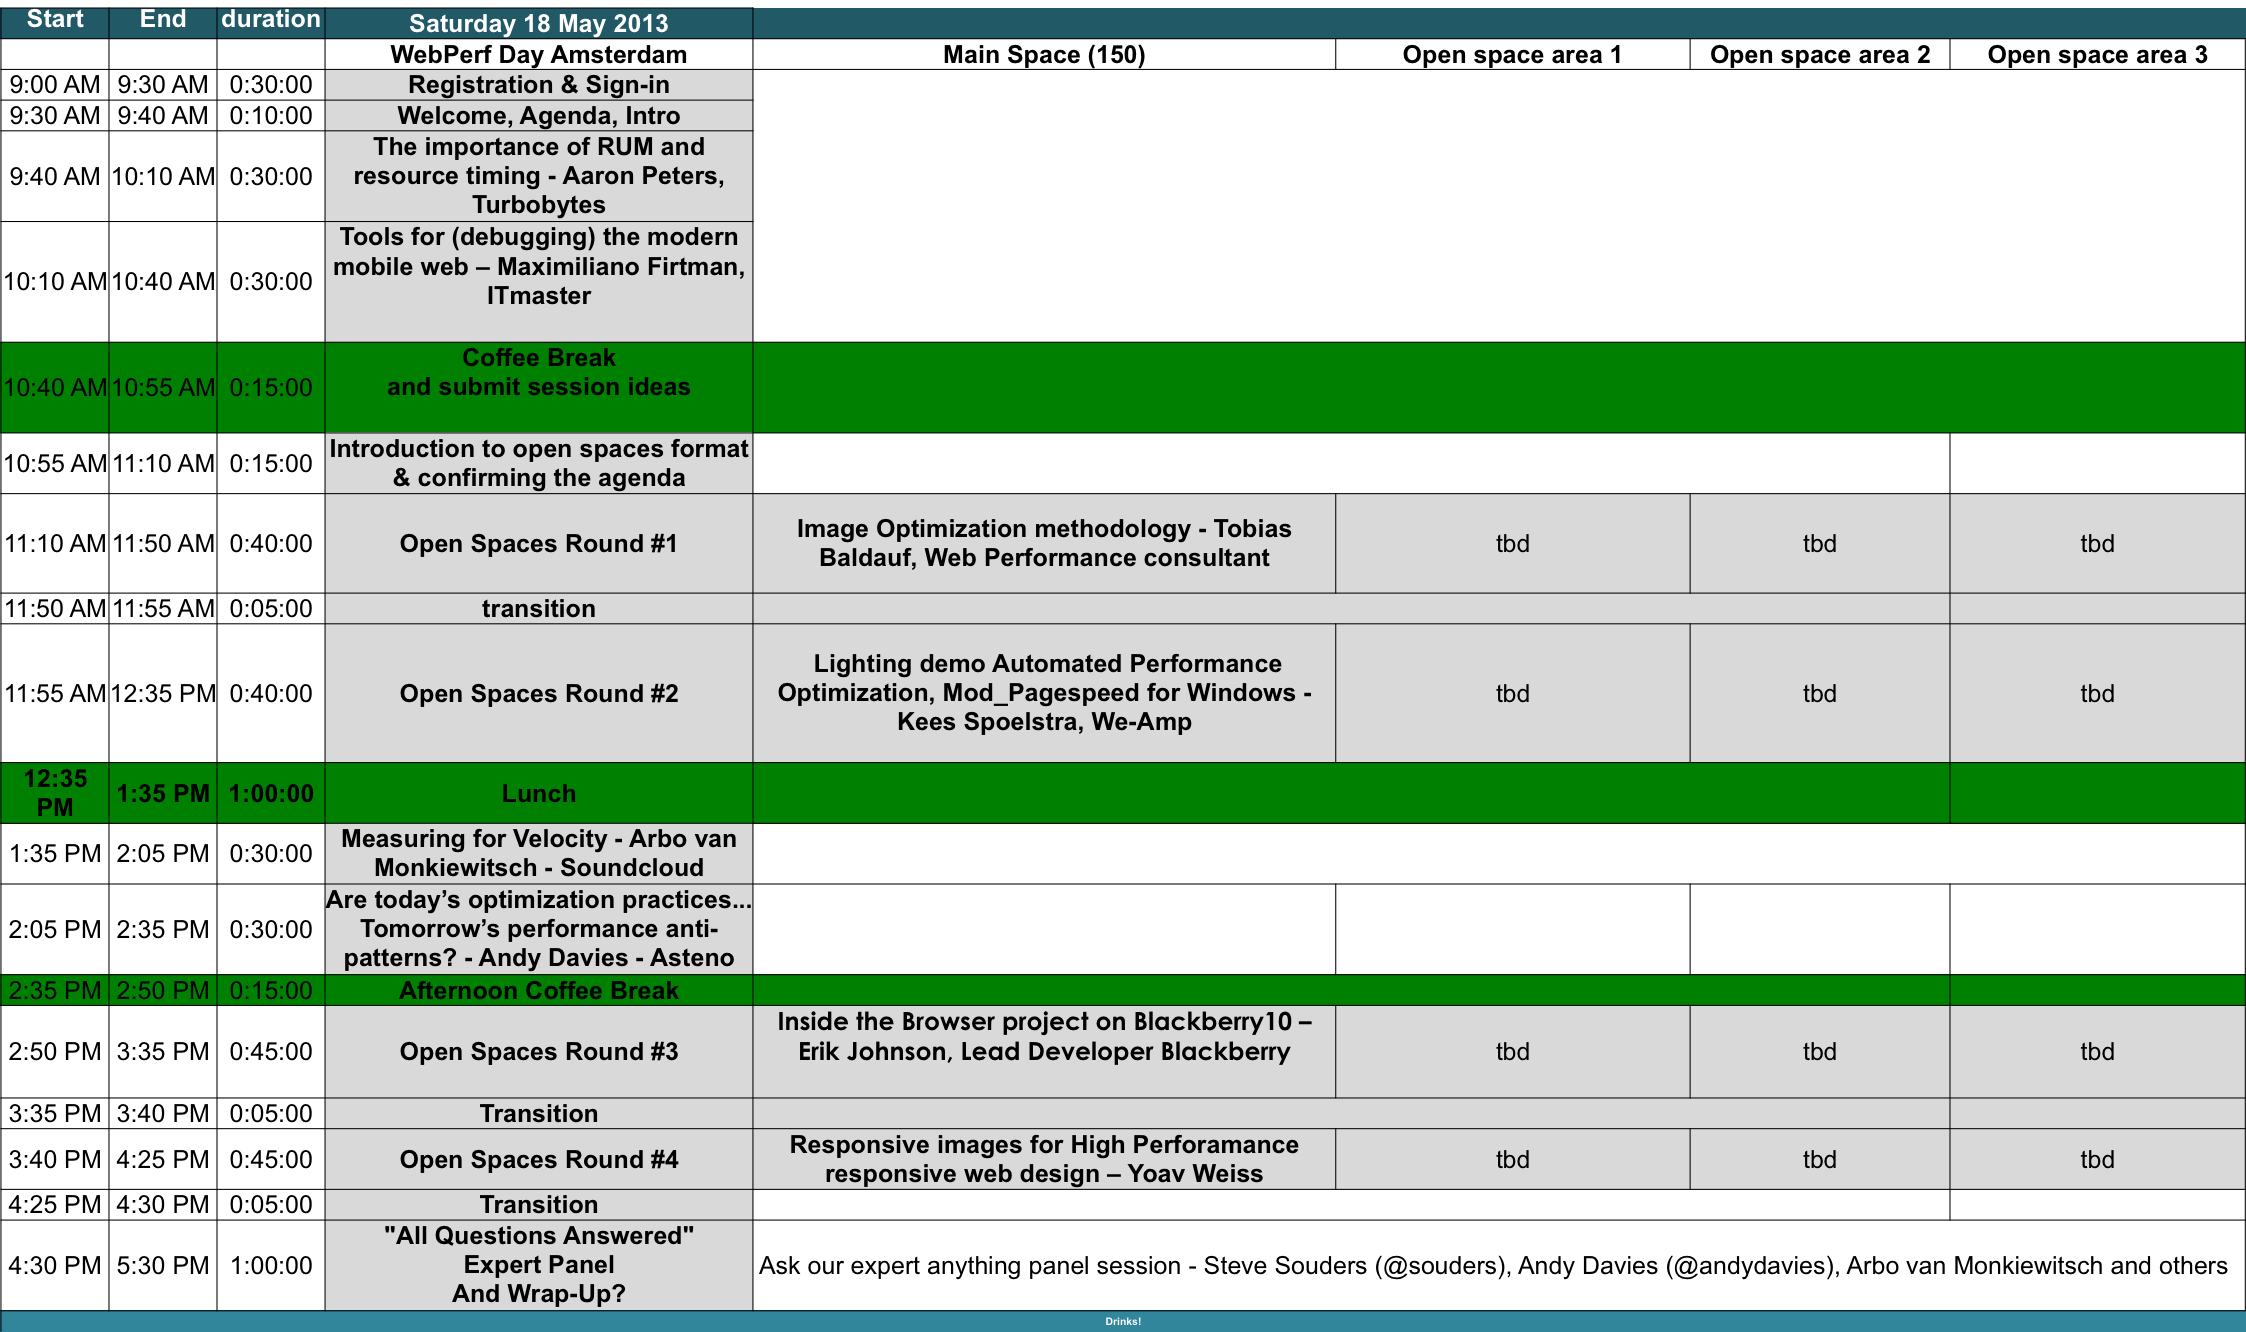 Start End duration Saturday 18 May 2013
WebPerf Day Amsterdam Main Space (150) Open space area 1 Open space area 2 Open space area 3
9:00 AM 9:30 AM 0:30:00 Registration & Sign-in
9:30 AM 9:40 AM 0:10:00 Welcome, Agenda, Intro
9:40 AM 10:10 AM 0:30:00 The importance of RUM and
resource timing - Aaron Peters,
Turbobytes
10:10 AM 10:40 AM 0:30:00 Tools for (debugging) the modern
mobile web – Maximiliano Firtman,
ITmaster
10:40 AM 10:55 AM 0:15:00 Coffee Break
and submit session ideas
10:55 AM 11:10 AM 0:15:00 Introduction to open spaces format
& confirming the agenda
11:10 AM 11:50 AM 0:40:00 Open Spaces Round #1 Image Optimization methodology - Tobias
Baldauf, Web Performance consultant tbd tbd tbd
11:50 AM 11:55 AM 0:05:00 transition
11:55 AM 12:35 PM 0:40:00 Open Spaces Round #2 Lighting demo Automated Performance
Optimization, Mod_Pagespeed for Windows -
Kees Spoelstra, We-Amp tbd tbd tbd
12:35
PM 1:35 PM 1:00:00 Lunch
1:35 PM 2:05 PM 0:30:00 Measuring for Velocity - Arbo van
Monkiewitsch - Soundcloud
2:05 PM 2:35 PM 0:30:00 Are today’s optimization practices...
Tomorrow’s performance anti-
patterns? - Andy Davies - Asteno
2:35 PM 2:50 PM 0:15:00 Afternoon Coffee Break
2:50 PM 3:35 PM 0:45:00 Open Spaces Round #3 Inside the Browser project on Blackberry10 –
Erik Johnson, Lead Developer Blackberry tbd tbd tbd
3:35 PM 3:40 PM 0:05:00 Transition
3:40 PM 4:25 PM 0:45:00 Open Spaces Round #4 Responsive images for High Perforamance
responsive web design – Yoav Weiss tbd tbd tbd
4:25 PM 4:30 PM 0:05:00 Transition
4:30 PM 5:30 PM 1:00:00 "All Questions Answered"
Expert Panel
And Wrap-Up? Ask our expert anything panel session - Steve Souders (@souders), Andy Davies (@andydavies), Arbo van Monkiewitsch and others
Drinks!